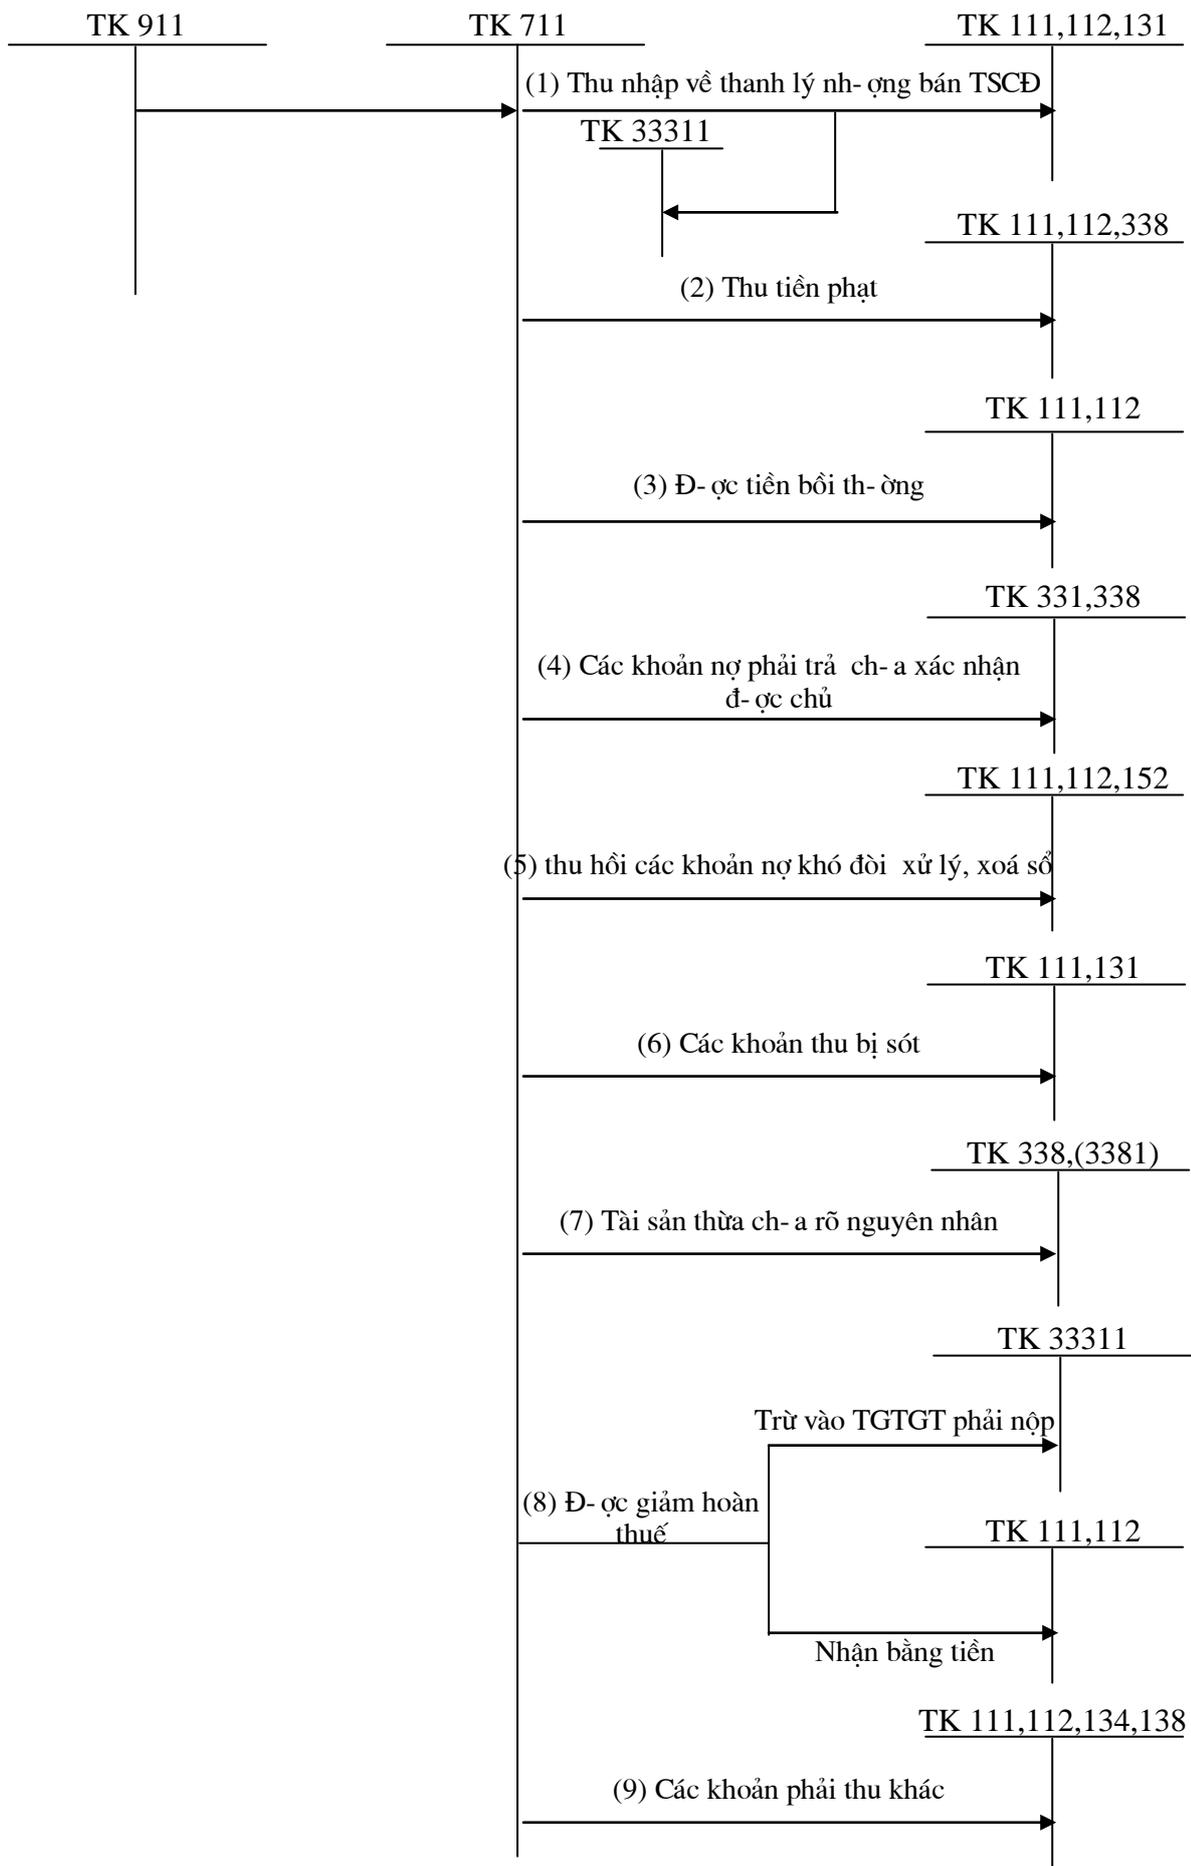 TK 911
TK 711
TK 111,112,131
(1) Thu nhập về thanh lý nh- ợng bán TSCĐ
TK 33311
TK 111,112,338
(2) Thu tiền phạt
TK 111,112
(3) Đ- ợc tiền bồi th- ờng
TK 331,338
(4) Các khoản nợ phải trả  ch- a xác nhận
đ- ợc chủ
TK 111,112,152
(5) thu hồi các khoản nợ khó đòi  xử lý, xoá sổ
TK 111,131
(6) Các khoản thu bị sót
TK 338,(3381)
(7) Tài sản thừa ch- a rõ nguyên nhân
TK 33311
Trừ vào TGTGT phải nộp
(8) Đ- ợc giảm hoàn
thuế
TK 111,112
Nhận bằng tiền
TK 111,112,134,138
(9) Các khoản phải thu khác